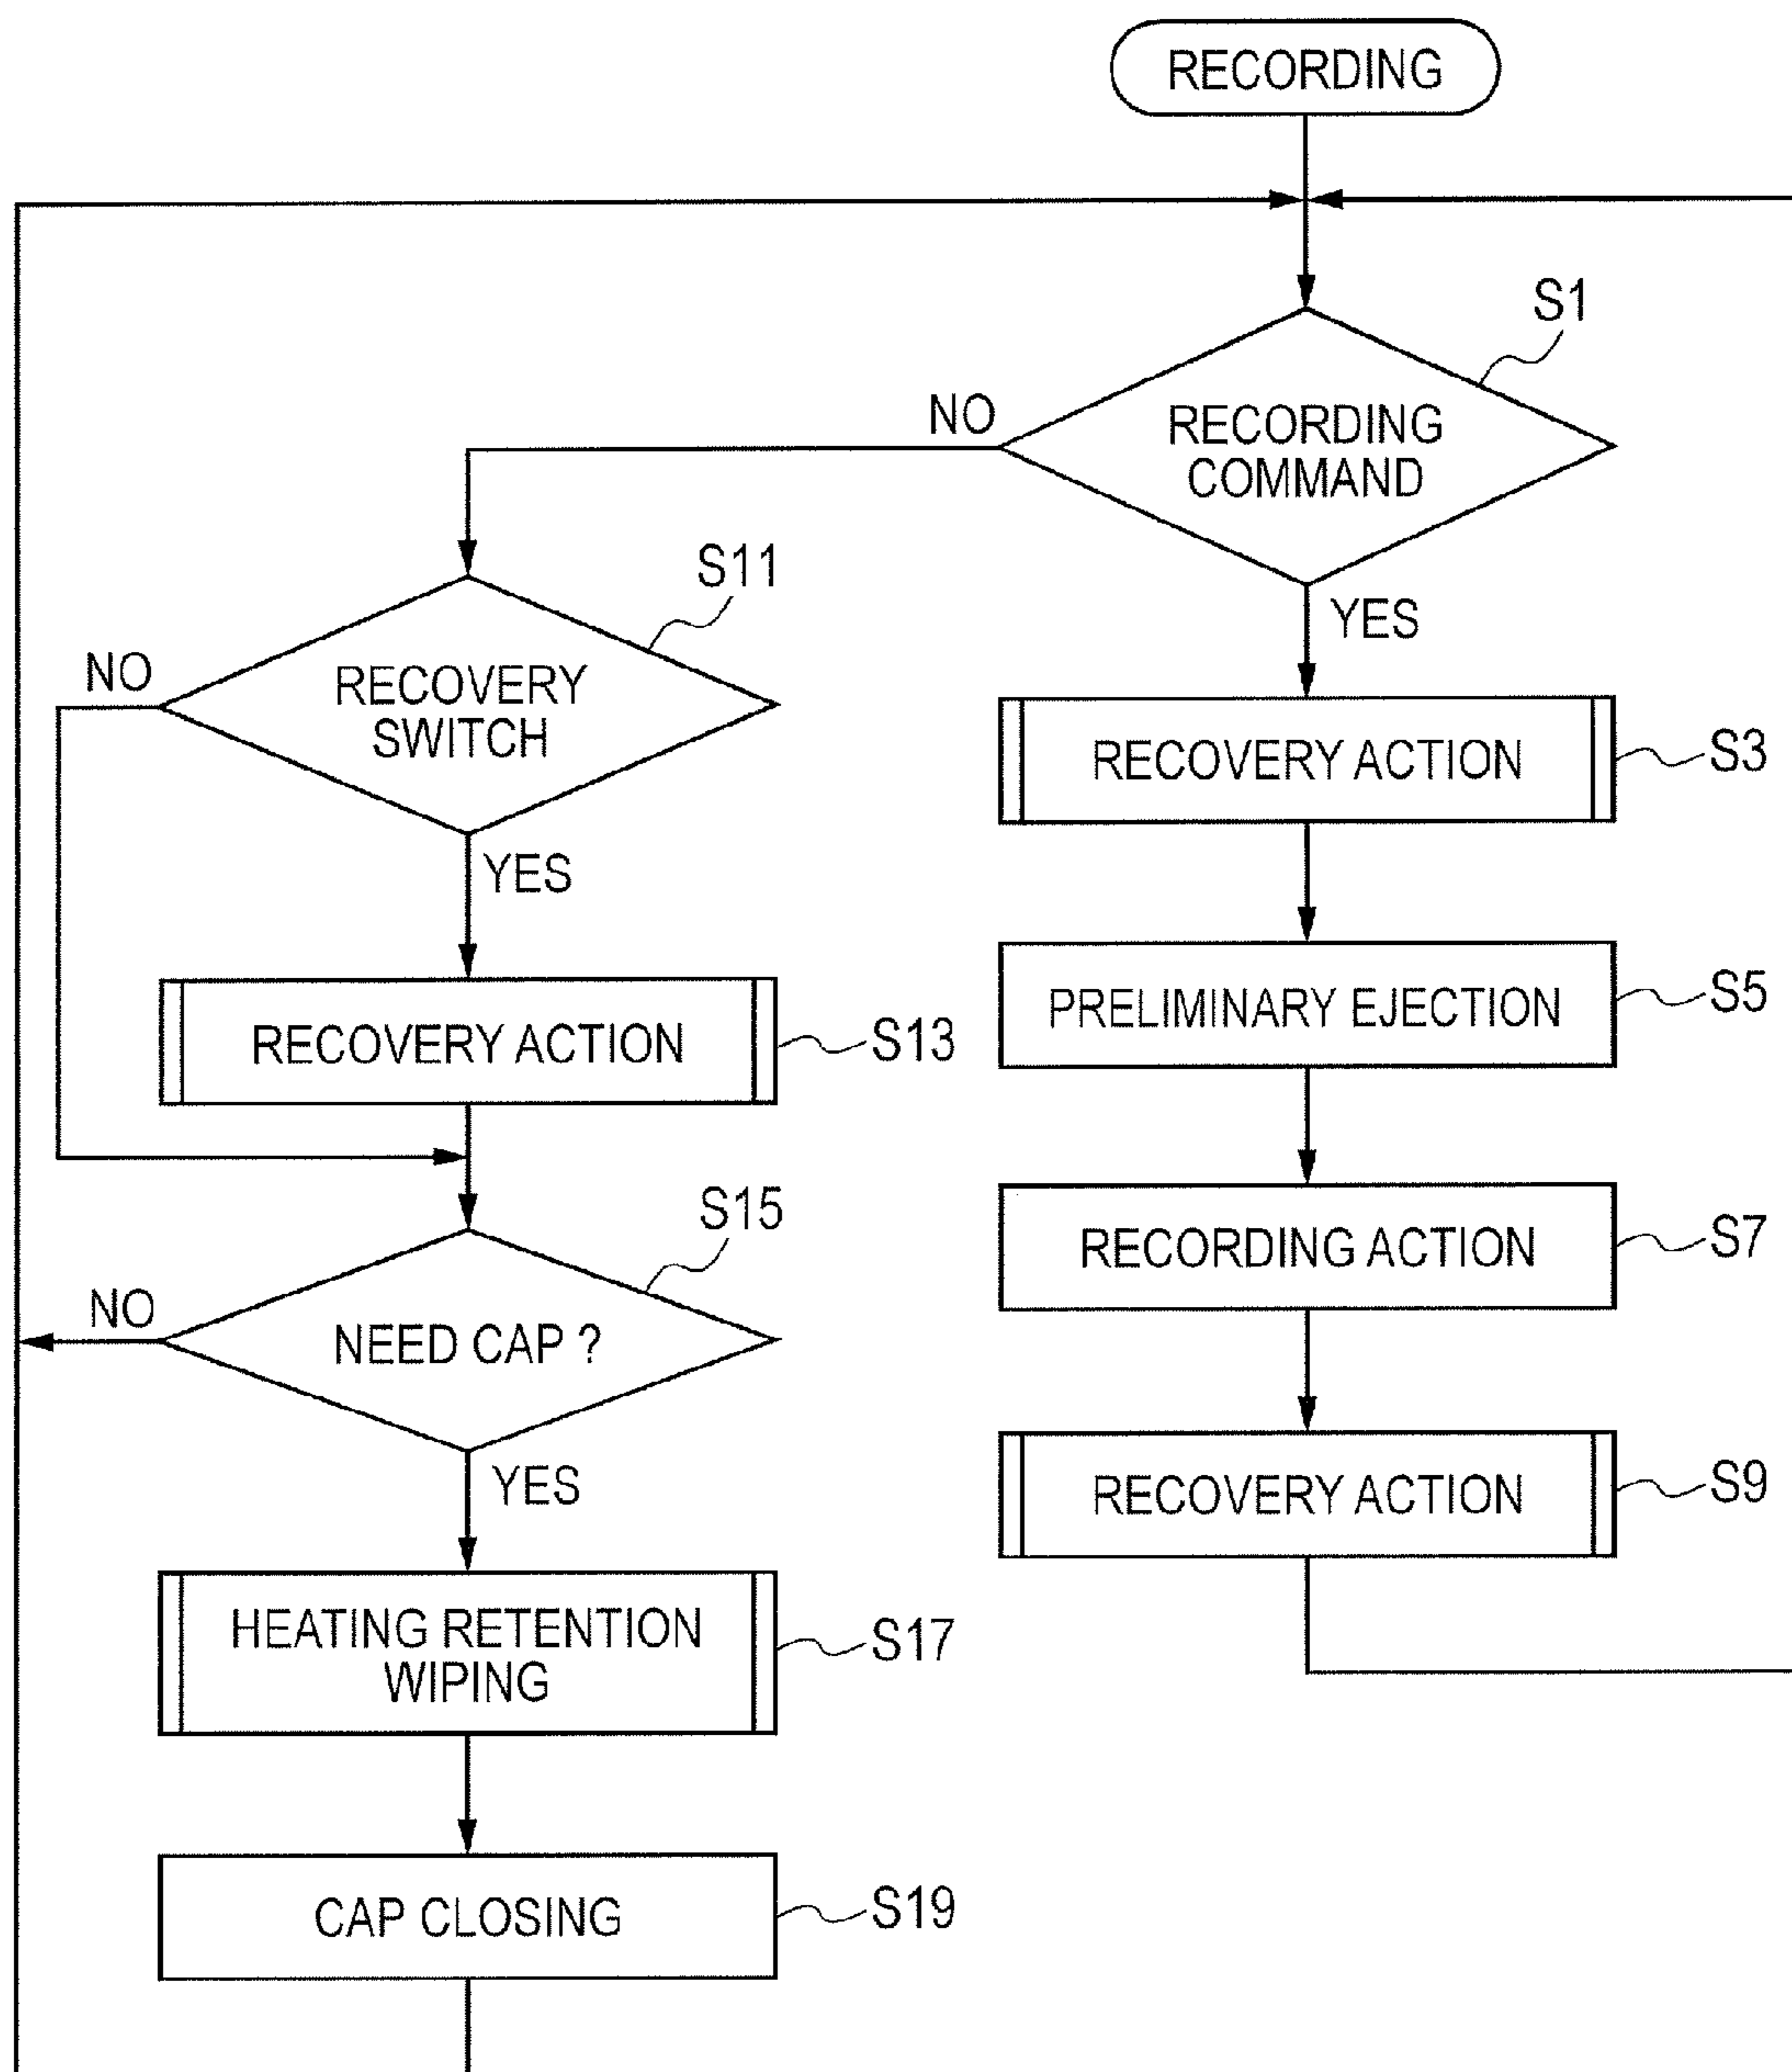 RECORDING
S1
NO
RECORDING
COMMAND
YES
S11
NO
RECOVERY
SWITCH
YES
RECOVERY ACTION
S3
PRELIMINARY EJECTION
S5
RECOVERY ACTION
S13
S15
RECORDING ACTION
S7
NO
NEED CAP ?
YES
RECOVERY ACTION
S9
HEATING RETENTION
WIPING
S17
CAP CLOSING
S19